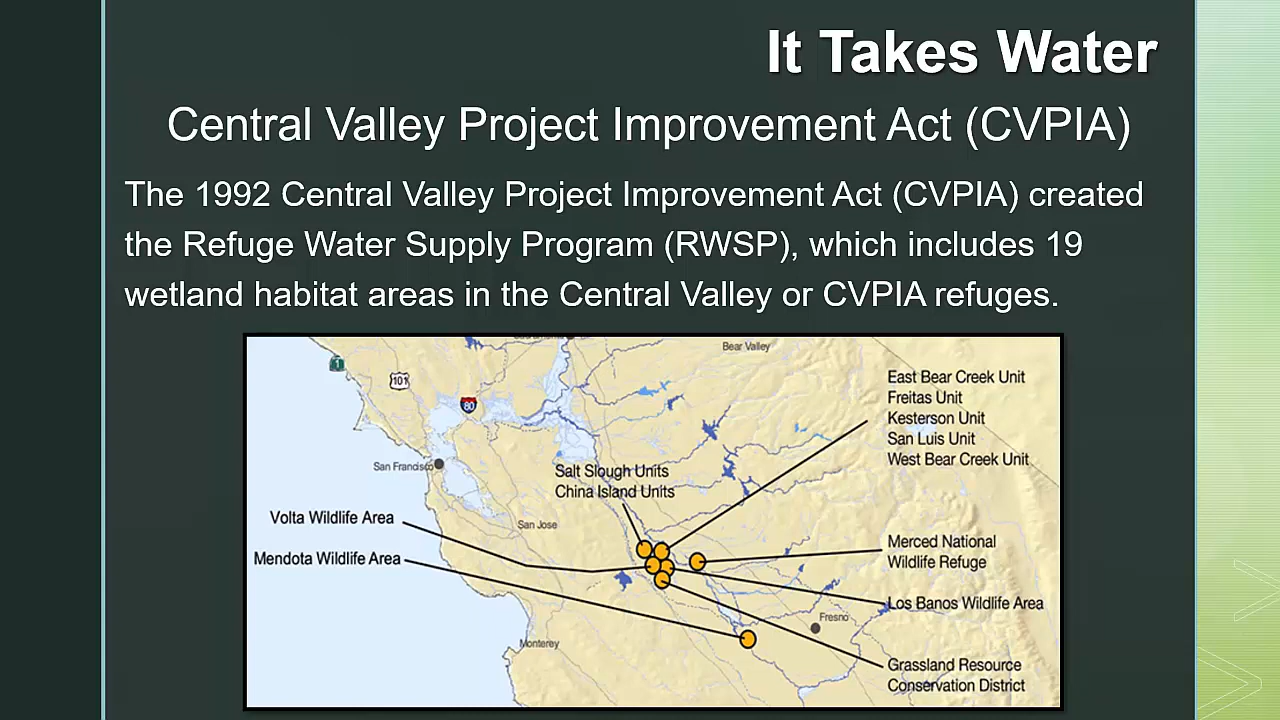 It Takes Water
Central Valley Project Improvement Act (CVPIA)
The 1992 Central Valley Project Improvement Act (CVPIA) created
the Refuge Water Supply Program (RWSP), which includes 19
wetland habitat areas in the Central Valley or CVPIA refuges.
Bear Valley
1
101
80
East Bear Creek Unit
Freitas Unit
Kesterson Unit
San Luis Unit
West Bear Creek Unit
San Francisco
Salt Slough Units
China Island Units
Volta Wildlife Area
San Jose
Mendota Wildlife Area
Merced National
Wildlife Refuge
Los Banos Wildlife Area
Fresno
Monterey
Grassland Resource
Conservation District